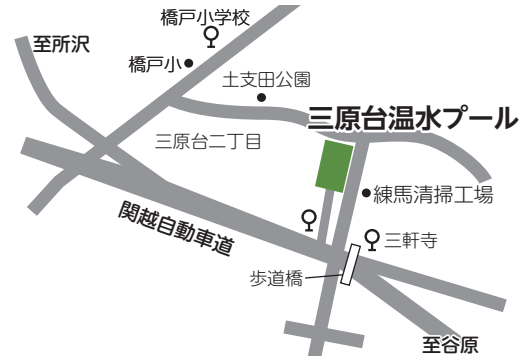 橋戸小学校
至所沢
橋戸小
土支田公園
三原台温水プール
三原台二丁目
練馬清掃工場
関越自動車道
三軒寺
歩道橋
至谷原